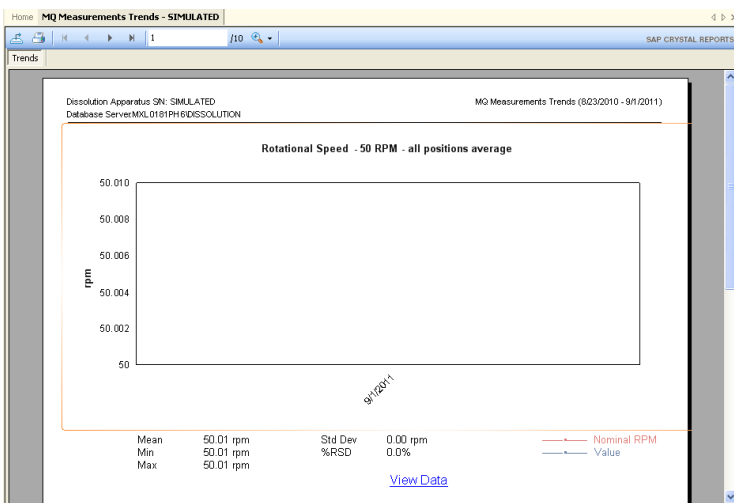 Home MQ Measurements Trends - SIMULATED
1 /10 SAP CRYSTAL REPORTS
Trends
Dissolution Apparatus S/N: SIMULATED MQ Measurements Trends (8/23/2010 - 9/1/2011)
Database Server:MXL0181PH6\DISSOLUTION
Rotational Speed - 50 RPM - all positions average
50.010
50.008
50.006
rpm
50.004
50.002
50
9/1/2011
Mean 50.01 rpm Std Dev 0.00 rpm Nominal RPM
Min 50.01 rpm %RSD 0.0% Value
Max 50.01 rpm
View Data